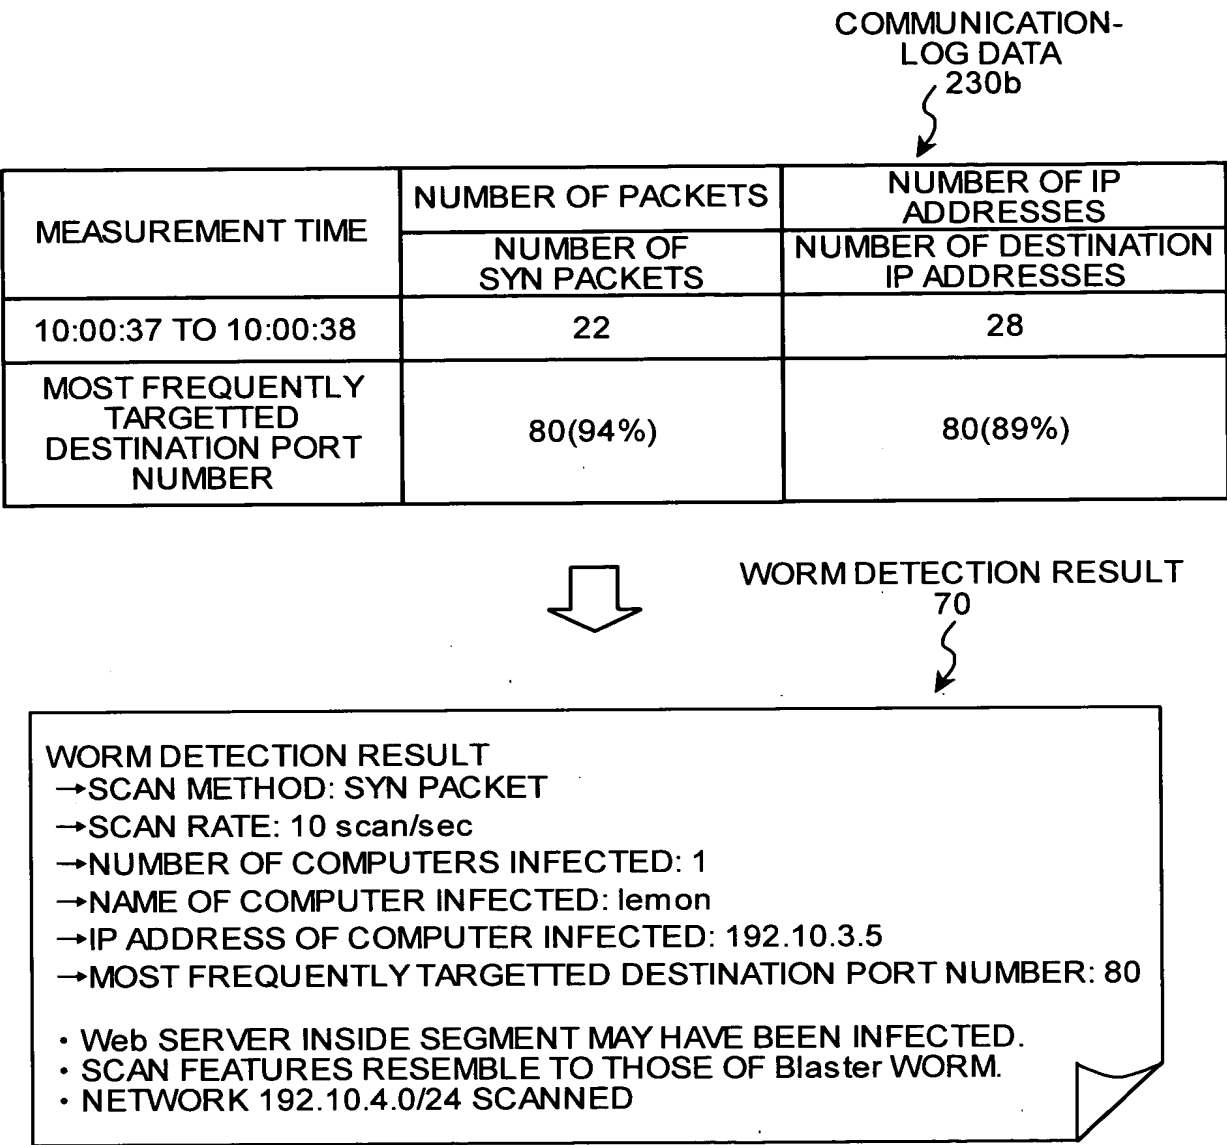 COMMUNICATION-
LOG DATA
230b
MEASUREMENT TIME
NUMBER OF PACKETS
NUMBER OF IP
ADDRESSES
NUMBER OF
SYN PACKETS
NUMBER OF DESTINATION
IP ADDRESSES
10:00:37 TO 10:00:38
22
28
MOST FREQUENTLY
TARGETTED
DESTINATION PORT
NUMBER
80(94%)
80(89%)
WORM DETECTION RESULT
70
WORM DETECTION RESULT
→SCAN METHOD: SYN PACKET
→SCAN RATE: 10 scan/sec
→NUMBER OF COMPUTERS INFECTED: 1
→NAME OF COMPUTER INFECTED: lemon
→IP ADDRESS OF COMPUTER INFECTED: 192.10.3.5
→MOST FREQUENTLY TARGETTED DESTINATION PORT NUMBER: 80
・Web SERVER INSIDE SEGMENT MAY HAVE BEEN INFECTED.
・SCAN FEATURES RESEMBLE TO THOSE OF Blaster WORM.
・NETWORK 192.10.4.0/24 SCANNED